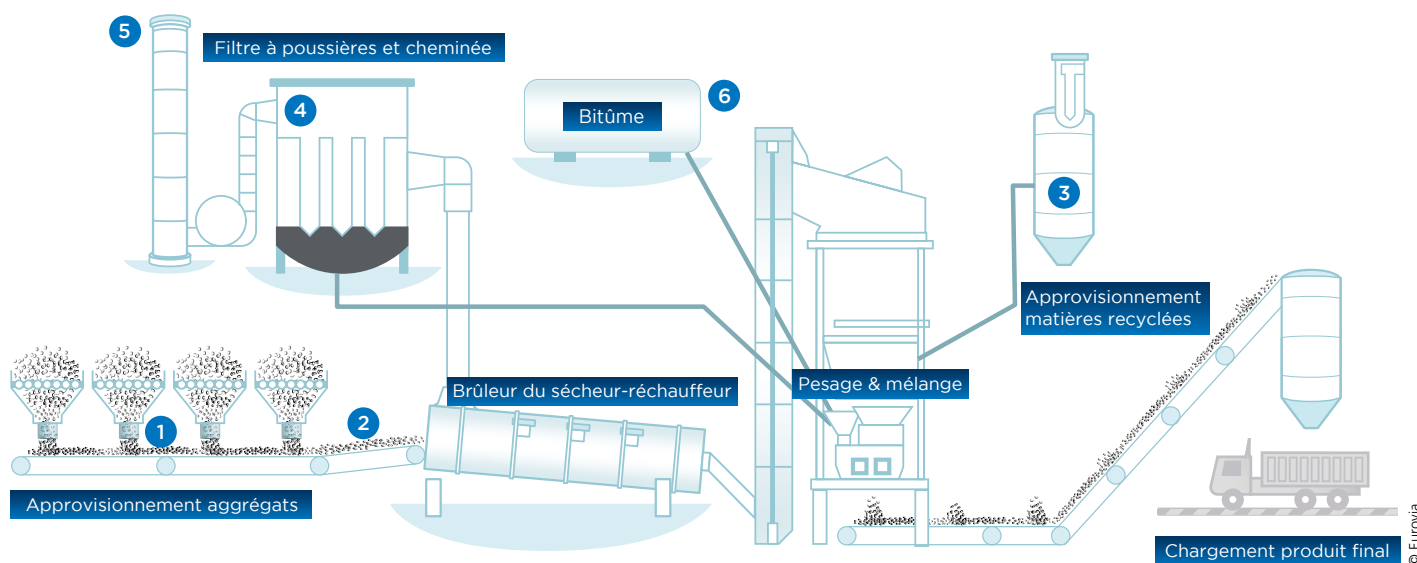 5
Filtre à poussières et cheminée
4
6
Bitûme
3
Approvisionnement
matières recyclées
Brûleur du sécheur-réchauffeur
Pesage & mélange
1
2
Approvisionnement aggrégats
Chargement produit final
© Eurovia